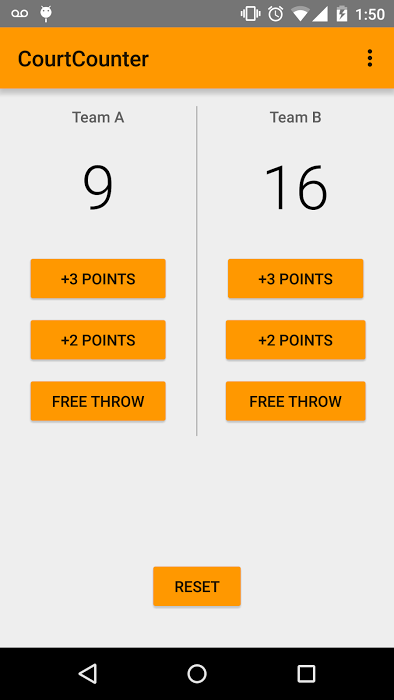 1:50
CourtCounter
Team A
Team B
9
16
+3 POINTS
+3 POINTS
+2 POINTS
+2 POINTS
FREE THROW
FREE THROW
RESET